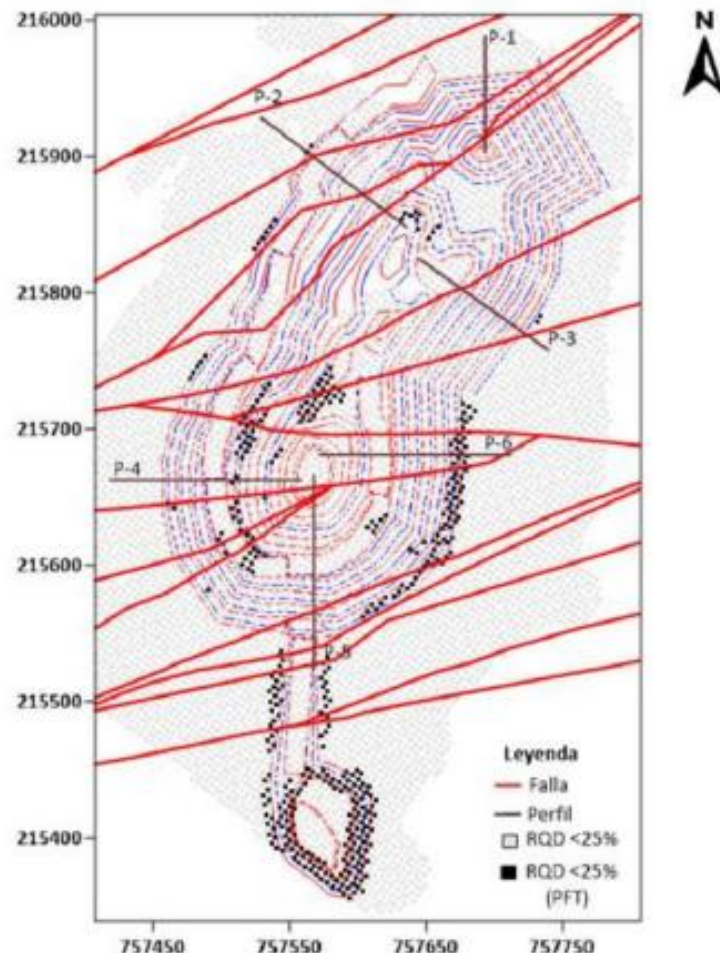 N
216000
P-1
P-2
215900
215800
P-3
215700
P-6
P-4
215600
P-5
215500
Leyenda
Falla
Perfil
RQD <25%
RQD <25%
(PFT)
215400
757450 757550 757650 757750